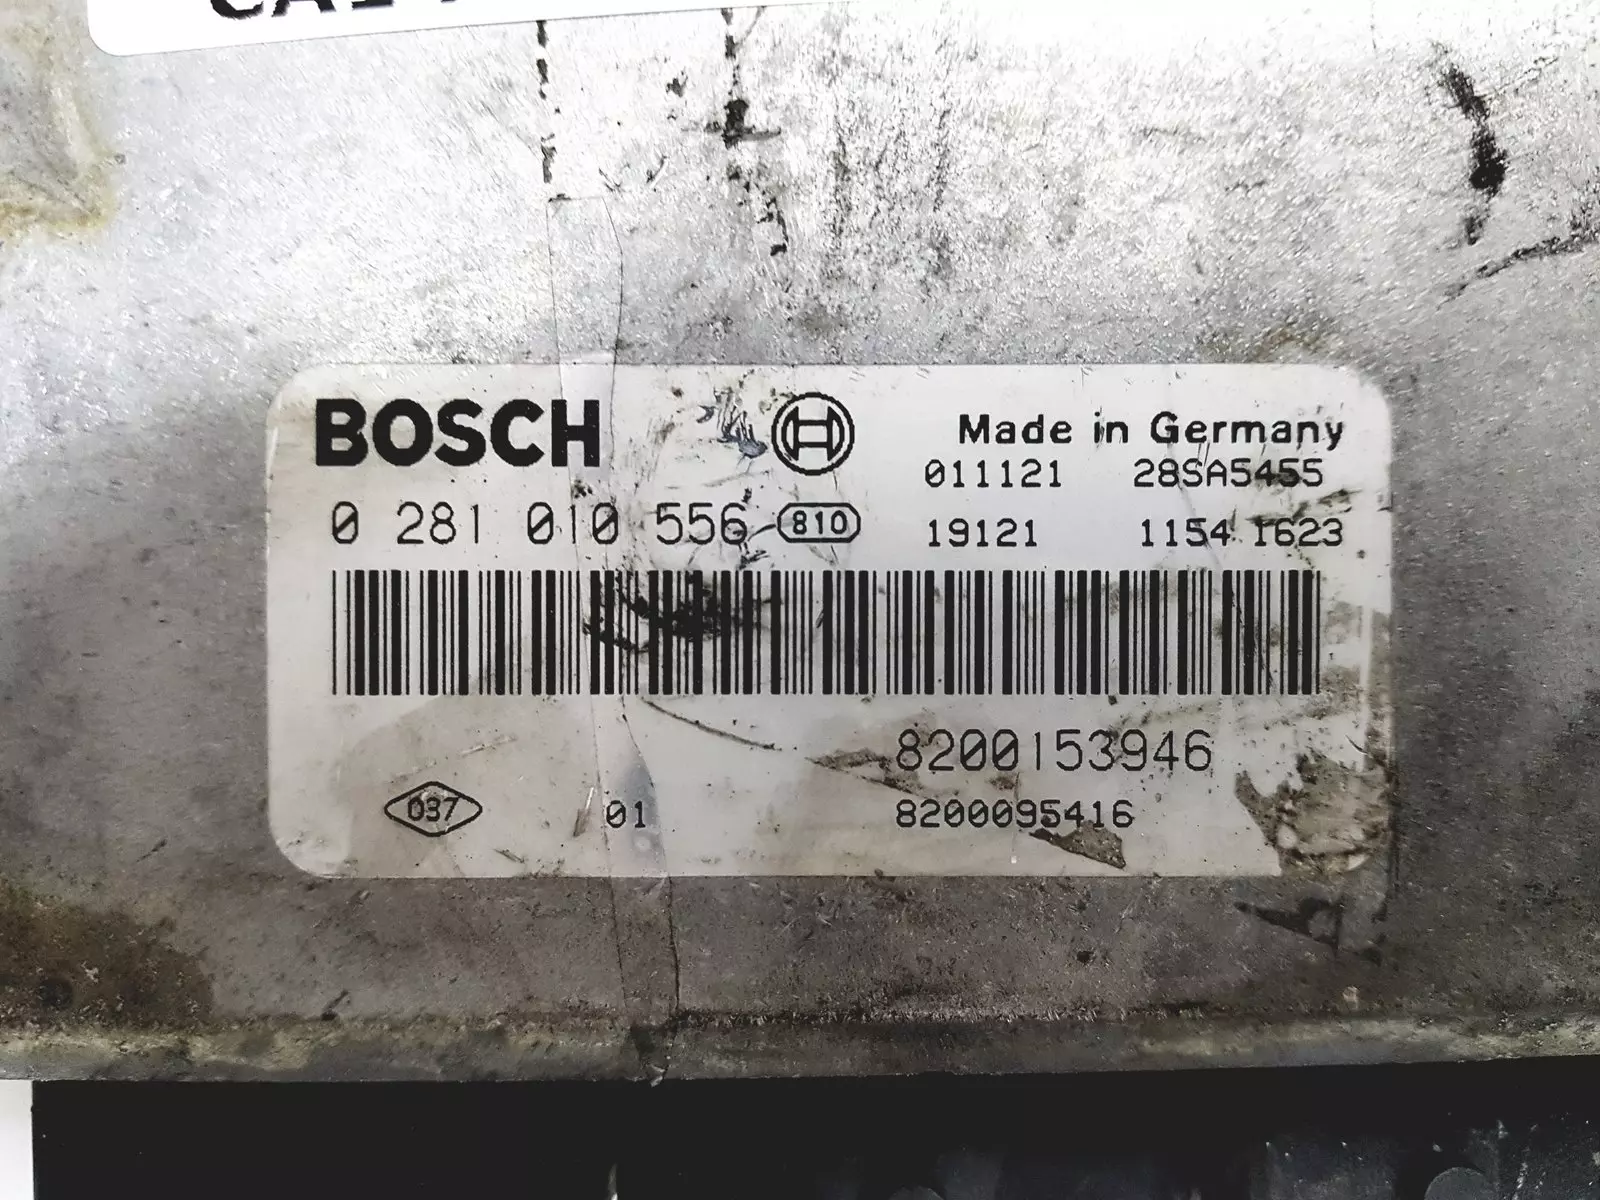 BOSCH
Made in Germany
011121 28SA5455
0 281 010 556 810
19121 1154 1623
8200153946
037 01 8200095416